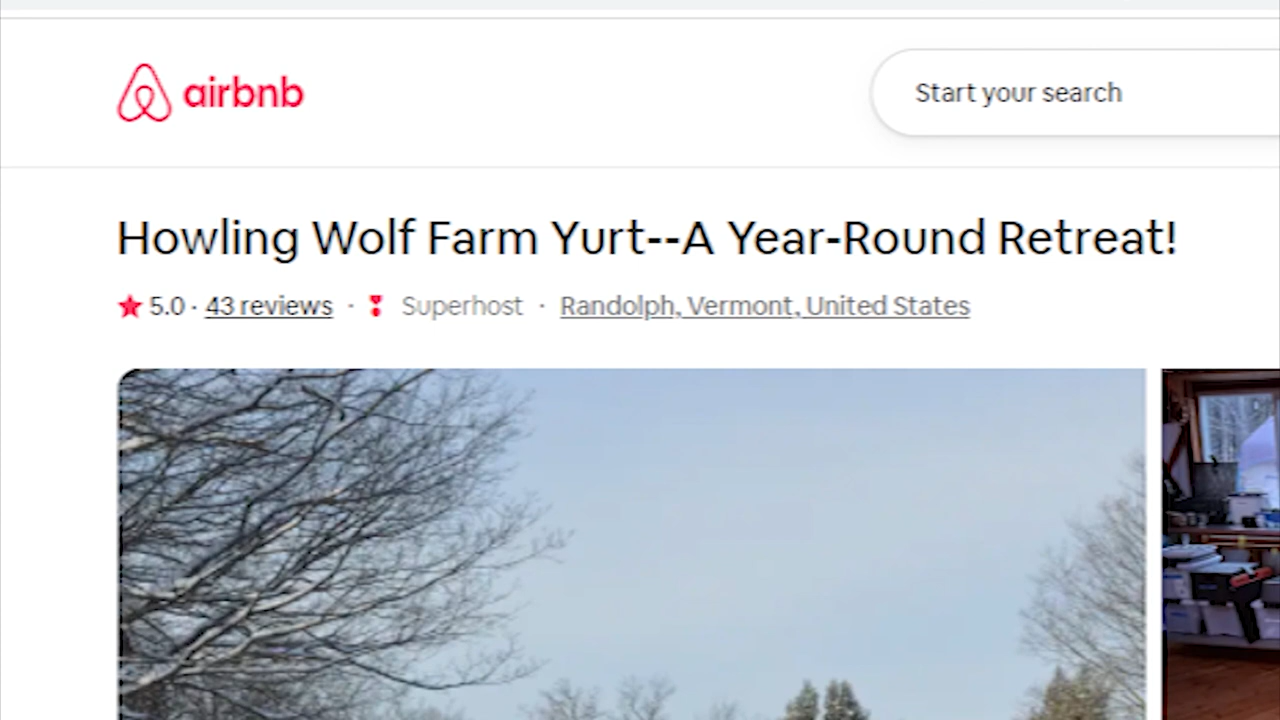 airbnb
Start your search
Howling Wolf Farm Yurt--A Year-Round Retreat!
5.0 · 43 reviews · Superhost · Randolph, Vermont, United States